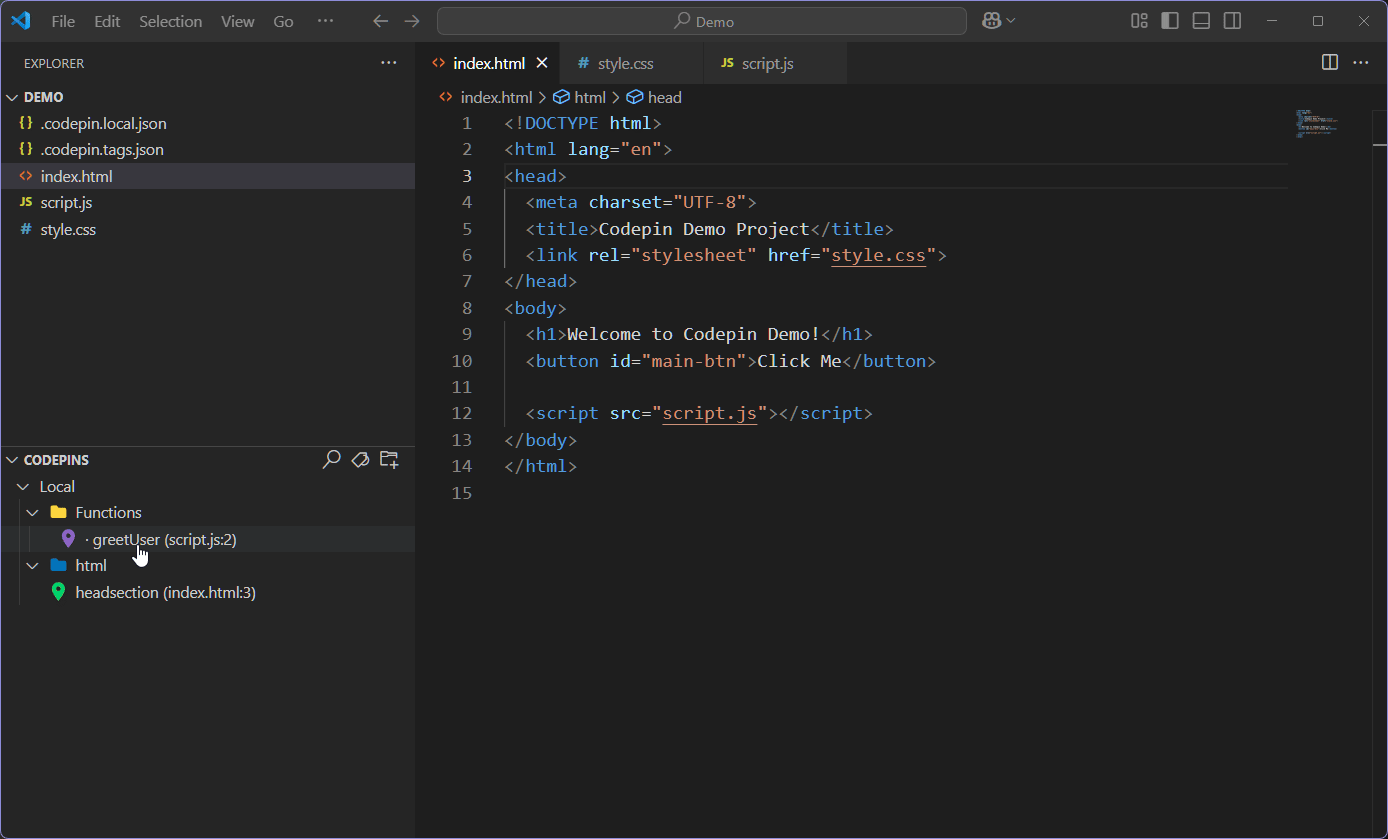 File Edit Selection View Go ··· Demo
EXPLORER ···
DEMO
{} .codepin.local.json
{} .codepin.tags.json
<> index.html
JS script.js
# style.css
CODEPINS
Local
Functions
· greetUser (script.js:2)
html
headsection (index.html:3)
<> index.html # style.css JS script.js
<> index.html > html > head
1 <!DOCTYPE html>
2 <html lang="en">
3 <head>
4 <meta charset="UTF-8">
5 <title>Codepin Demo Project</title>
6 <link rel="stylesheet" href="style.css">
7 </head>
8 <body>
9 <h1>Welcome to Codepin Demo!</h1>
10 <button id="main-btn">Click Me</button>
11
12 <script src="script.js"></script>
13 </body>
14 </html>
15